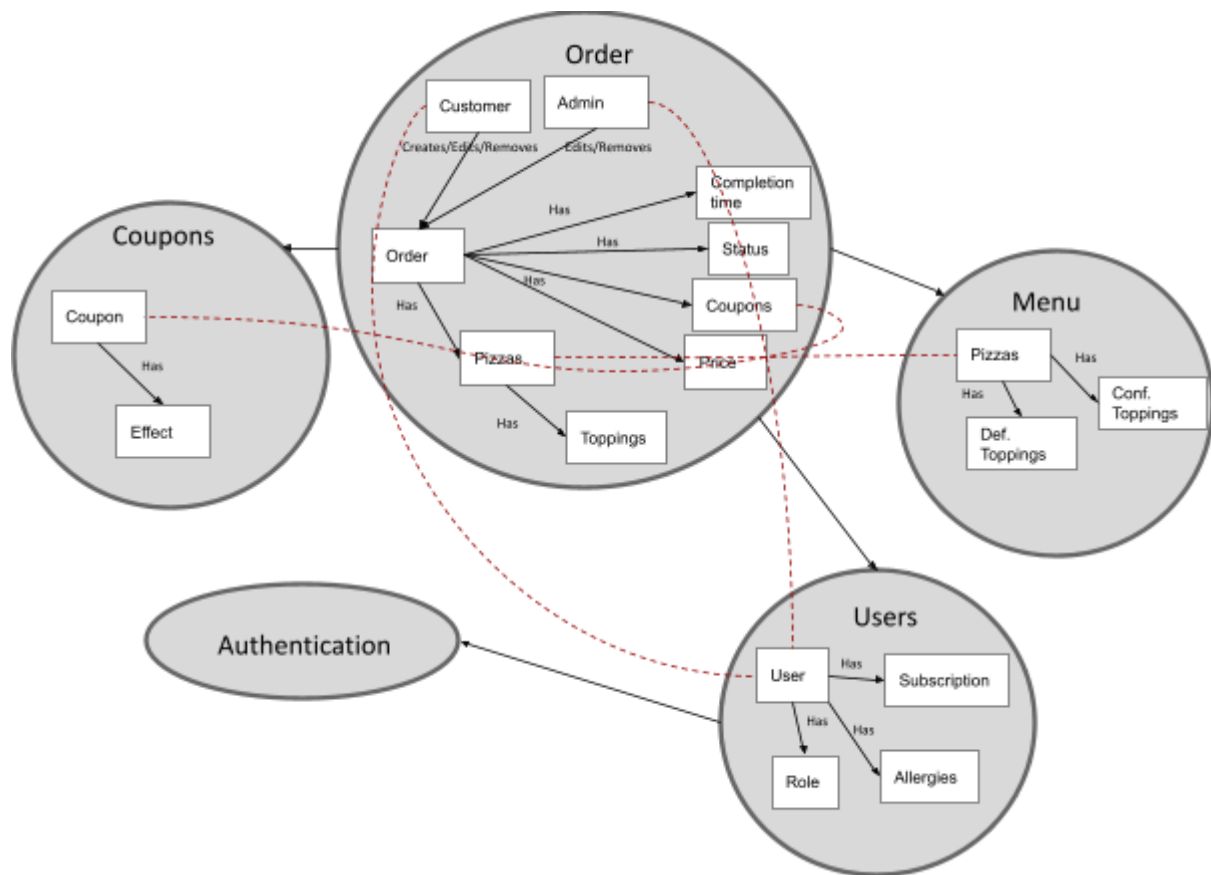 Order
Customer
Admin
Creates/Edits/Removes
Edits/Removes
Completion
time
Has
Order
Has
Status
Has
Coupons
Has
Pizzas
Price
Has
Toppings
Coupons
Coupon
Has
Effect
Menu
Pizzas
Has
Has
Conf.
Toppings
Def.
Toppings
Authentication
Users
User
Has
Subscription
Has
Has
Role
Allergies